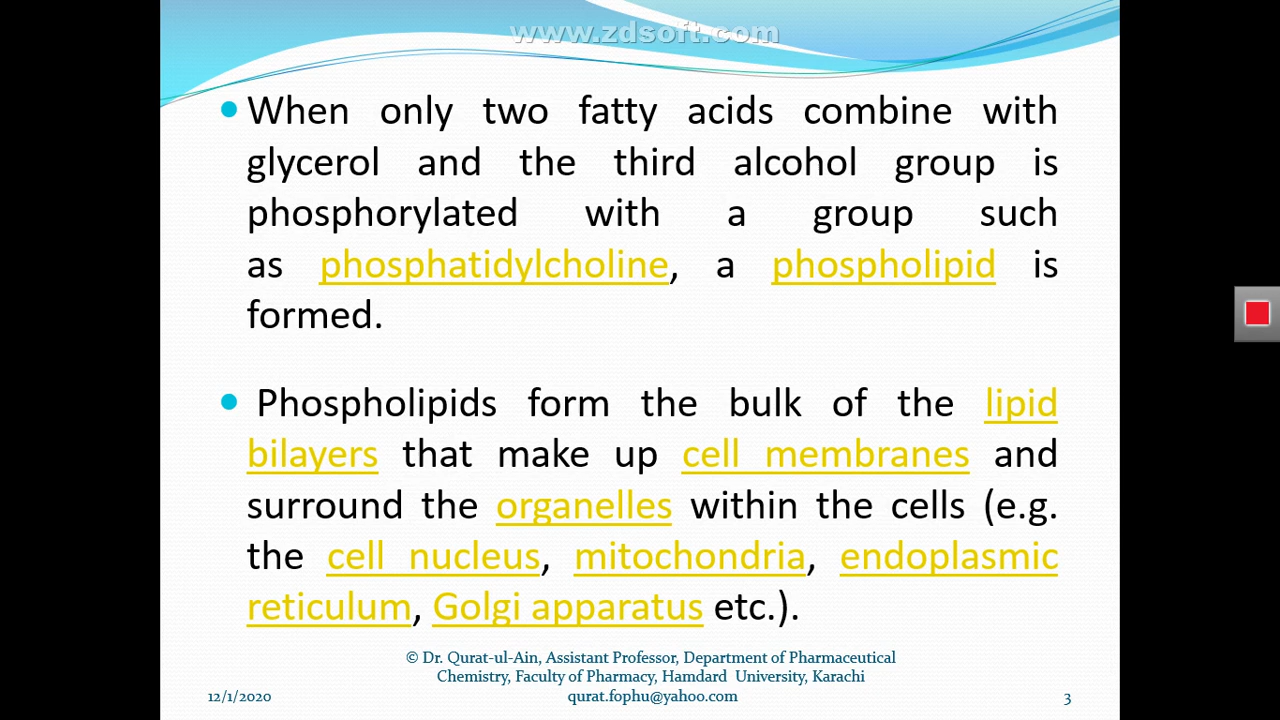 www.zdsoft.com
When only two fatty acids combine with
glycerol and the third alcohol group is
phosphorylated with a group such
as phosphatidylcholine, a phospholipid is
formed.
Phospholipids form the bulk of the lipid
bilayers that make up cell membranes and
surround the organelles within the cells (e.g.
the cell nucleus, mitochondria, endoplasmic
reticulum, Golgi apparatus etc.).
© Dr. Qurat-ul-Ain, Assistant Professor, Department of Pharmaceutical
Chemistry, Faculty of Pharmacy, Hamdard University, Karachi
12/1/2020 qurat.fophu@yahoo.com 3